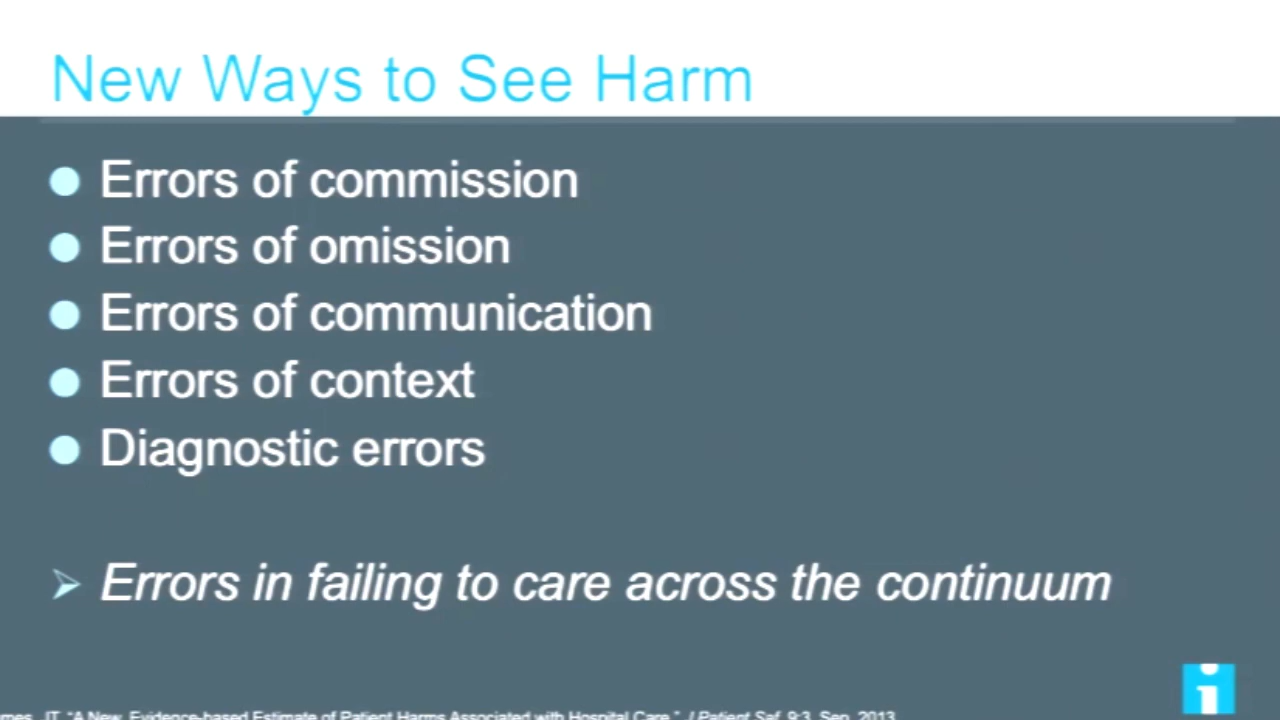 New Ways to See Harm
Errors of commission
Errors of omission
Errors of communication
Errors of context
Diagnostic errors
Errors in failing to care across the continuum
JT. "A New, Evidence-based Estimate of Patient Harms Associated with Hospital Care." J Patient Saf. 9:3, Sep. 2013